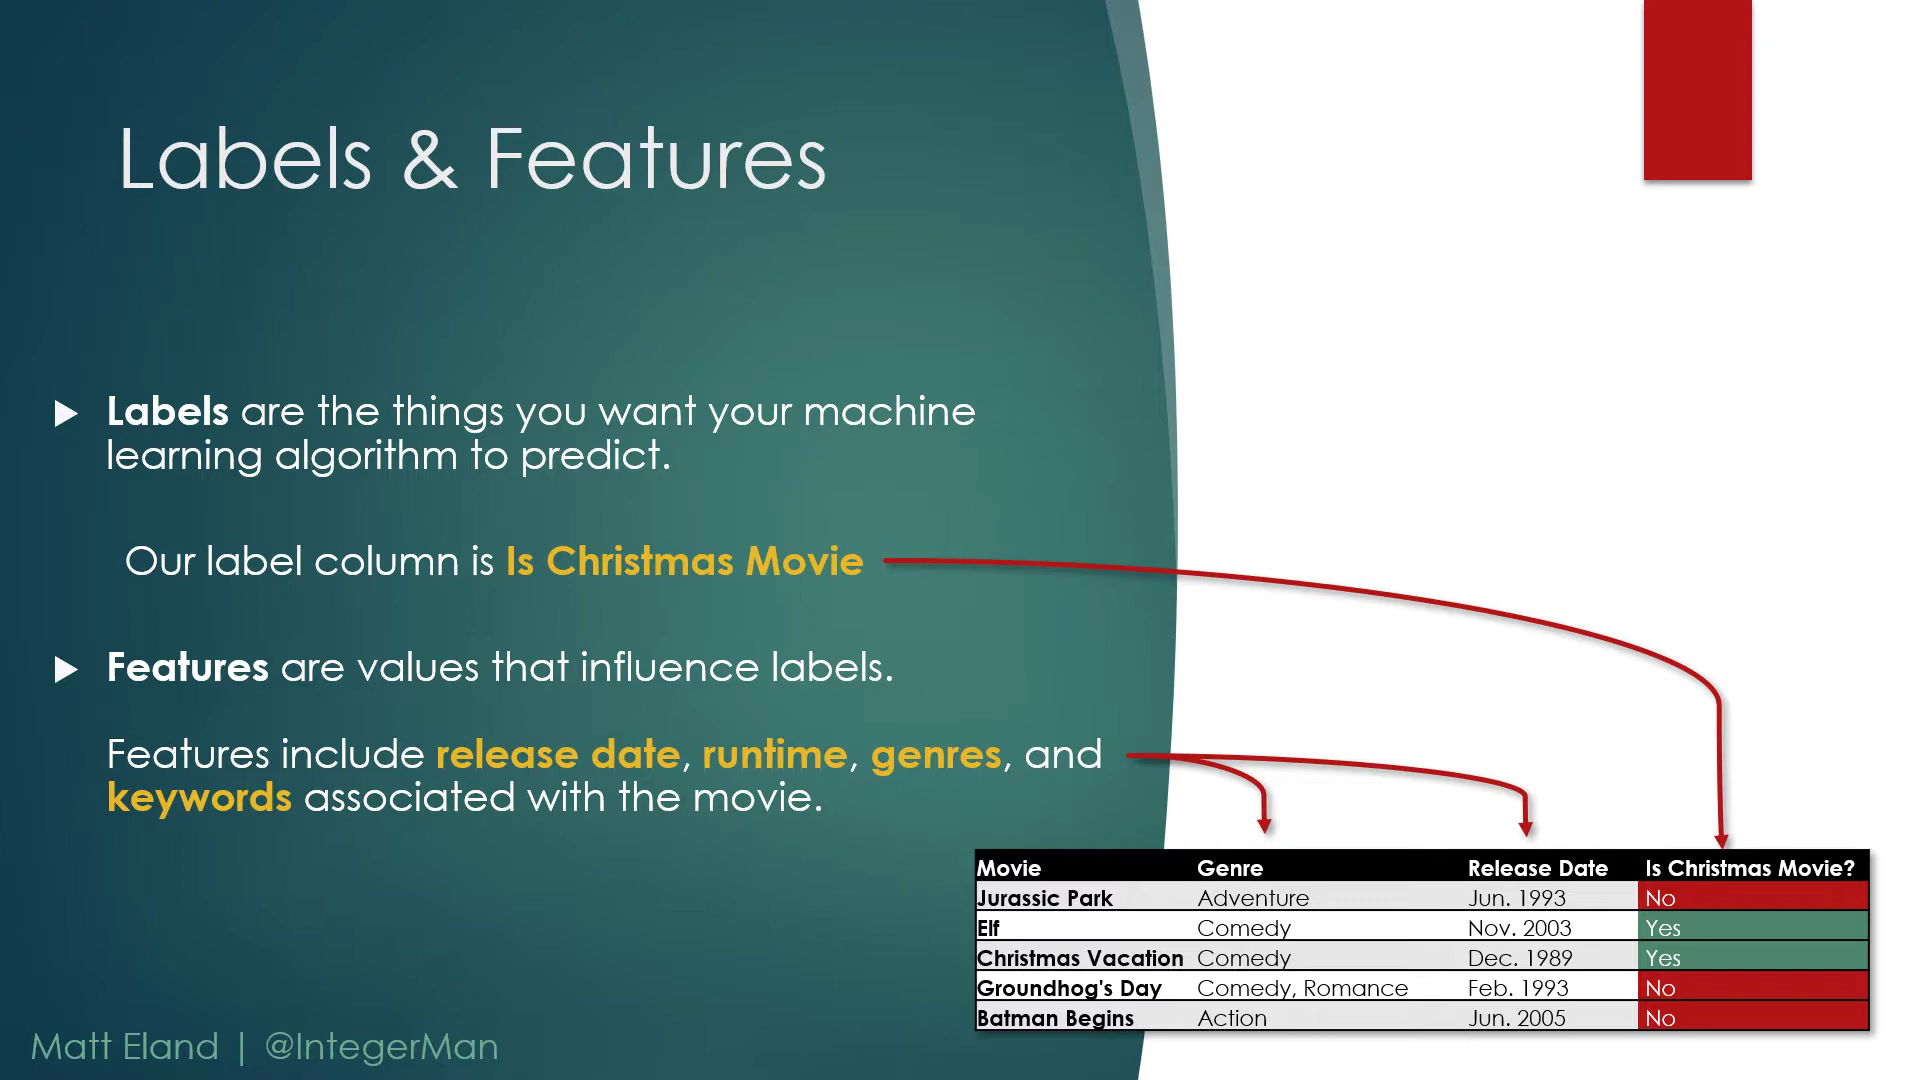 Labels & Features
Labels are the things you want your machine
learning algorithm to predict.
Our label column is Is Christmas Movie
Features are values that influence labels.
Features include release date, runtime, genres, and
keywords associated with the movie.
Movie Genre Release Date Is Christmas Movie?
Jurassic Park Adventure Jun. 1993 No
Elf Comedy Nov. 2003 Yes
Christmas Vacation Comedy Dec. 1989 Yes
Groundhog's Day Comedy, Romance Feb. 1993 No
Batman Begins Action Jun. 2005 No
Matt Eland | @IntegerMan